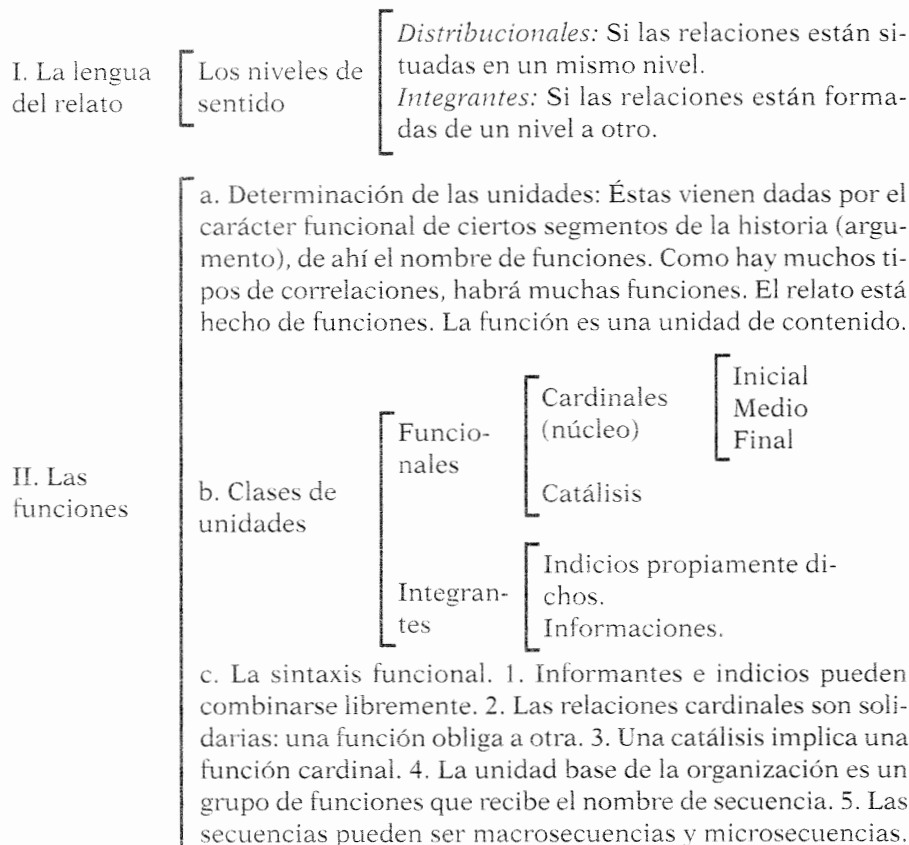 I. La lengua
del relato
Los niveles de
sentido
Distribucionales: Si las relaciones están si-
tuadas en un mismo nivel.
Integrantes: Si las relaciones están forma-
das de un nivel a otro.
II. Las
funciones
a. Determinación de las unidades: Éstas vienen dadas por el
carácter funcional de ciertos segmentos de la historia (argu-
mento), de ahí el nombre de funciones. Como hay muchos ti-
pos de correlaciones, habrá muchas funciones. El relato está
hecho de funciones. La función es una unidad de contenido.
b. Clases de
unidades
Funcio-
nales
Cardinales
(núcleo)
Inicial
Medio
Final
Catálisis
Integran-
tes
Indicios propiamente di-
chos.
Informaciones.
c. La sintaxis funcional. 1. Informantes e indicios pueden
combinarse libremente. 2. Las relaciones cardinales son soli-
darias: una función obliga a otra. 3. Una catálisis implica una
función cardinal. 4. La unidad base de la organización es un
grupo de funciones que recibe el nombre de secuencia. 5. Las
secuencias pueden ser macrosecuencias y microsecuencias.